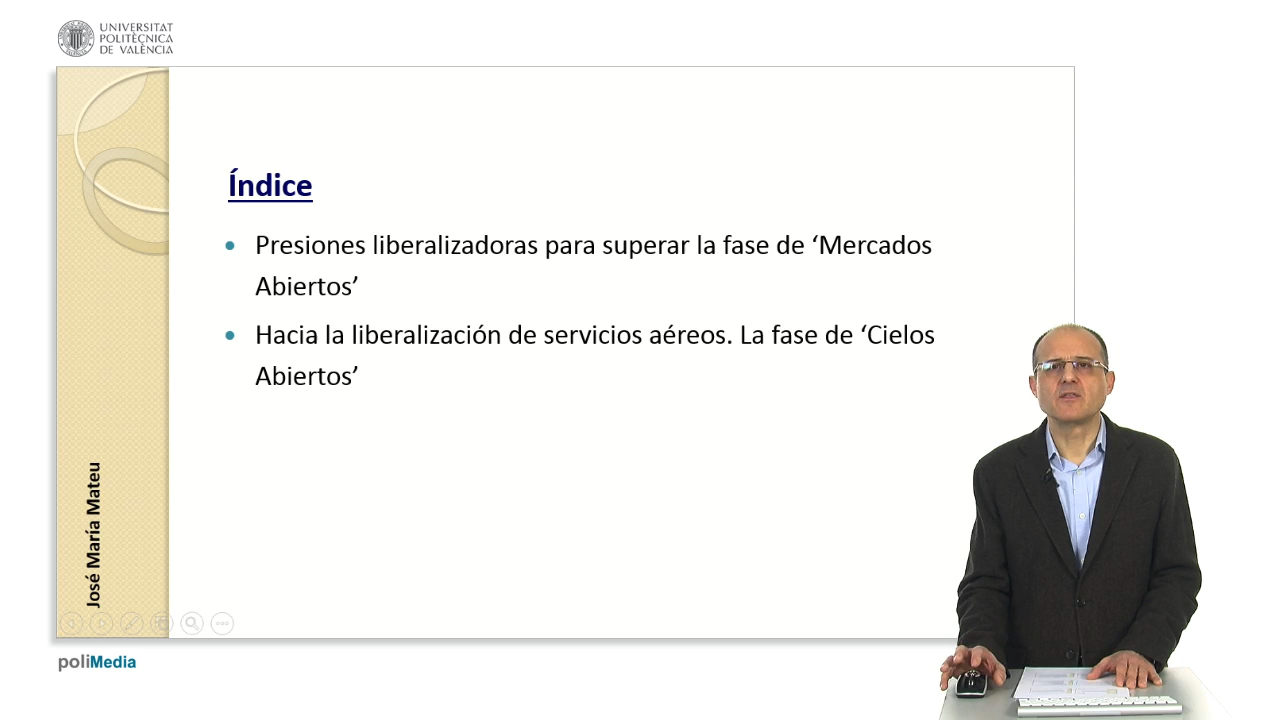 UNIVERSITAT
POLITÈCNICA
DE VALÈNCIA
Índice
• Presiones liberalizadoras para superar la fase de ‘Mercados
Abiertos’
• Hacia la liberalización de servicios aéreos. La fase de ‘Cielos
Abiertos’
José María Mateu
poliMedia